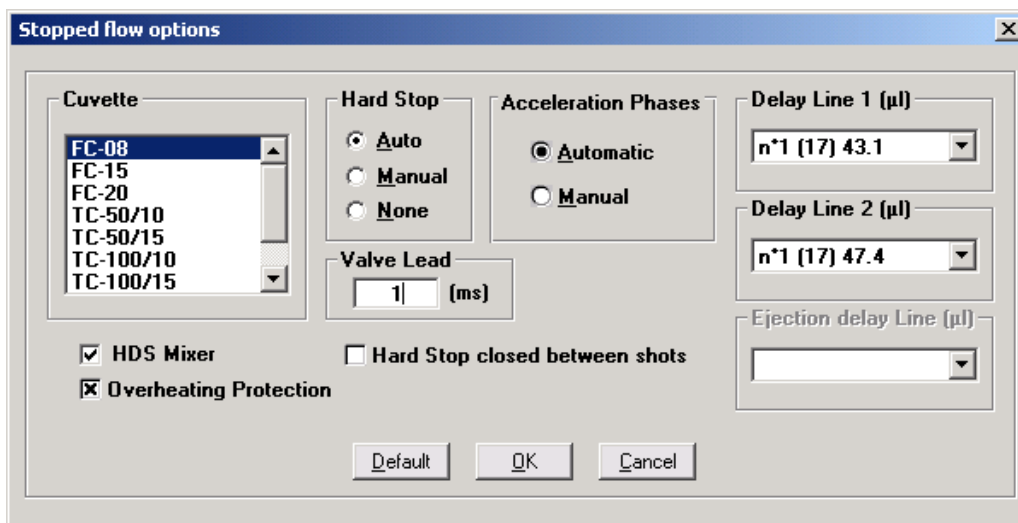 Stopped flow options
Cuvette
FC-08
FC-15
FC-20
TC-50/10
TC-50/15
TC-100/10
TC-100/15
HDS Mixer
Overheating Protection
Hard Stop
Auto
Manual
None
Valve Lead
1 (ms)
Hard Stop closed between shots
Acceleration Phases
Automatic
Manual
Delay Line 1 (µl)
n°1 (17) 43.1
Delay Line 2 (µl)
n°1 (17) 47.4
Ejection delay Line (µl)
Default OK Cancel